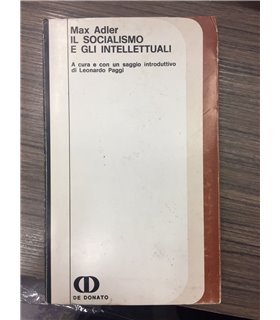 Max Adler
IL SOCIALISMO
E GLI INTELLETTUALI
A cura e con un saggio introduttivo
di Leonardo Paggi
DE DONATO